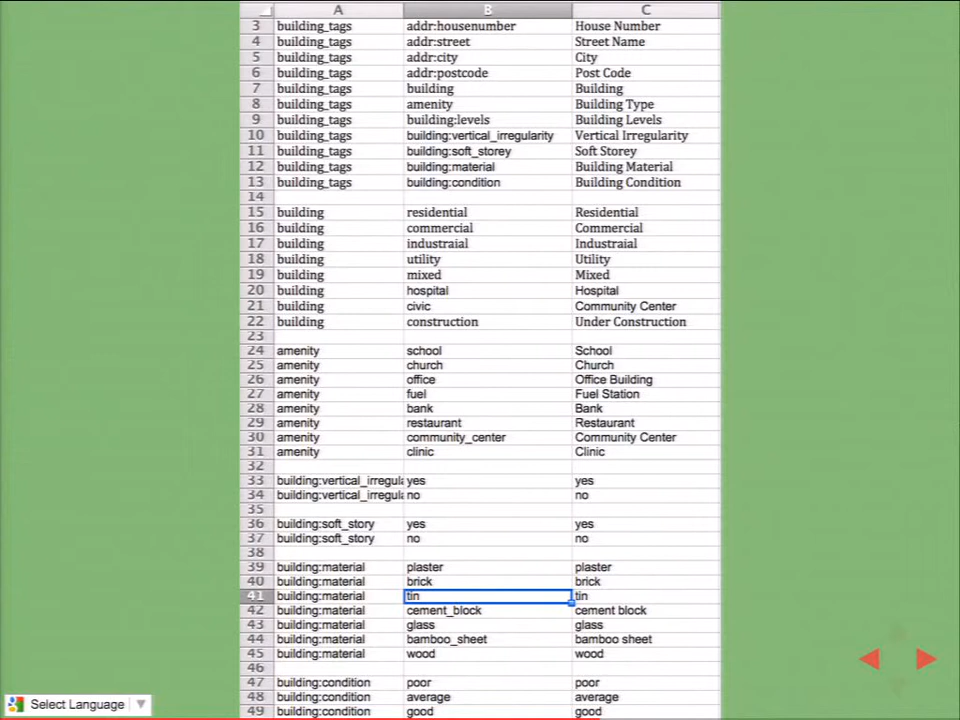 A B C
3 building_tags addr:housenumber House Number
4 building_tags addr:street Street Name
5 building_tags addr:city City
6 building_tags addr:postcode Post Code
7 building_tags building Building
8 building_tags amenity Building Type
9 building_tags building:levels Building Levels
10 building_tags building:vertical_irregularity Vertical Irregularity
11 building_tags building:soft_storey Soft Storey
12 building_tags building:material Building Material
13 building_tags building:condition Building Condition
14
15 building residential Residential
16 building commercial Commercial
17 building industraial Industraial
18 building utility Utility
19 building mixed Mixed
20 building hospital Hospital
21 building civic Community Center
22 building construction Under Construction
23
24 amenity school School
25 amenity church Church
26 amenity office Office Building
27 amenity fuel Fuel Station
28 amenity bank Bank
29 amenity restaurant Restaurant
30 amenity community_center Community Center
31 amenity clinic Clinic
32
33 building:vertical_irregula yes yes
34 building:vertical_irregula no no
35
36 building:soft_story yes yes
37 building:soft_story no no
38
39 building:material plaster plaster
40 building:material brick brick
41 building:material tin tin
42 building:material cement_block cement block
43 building:material glass glass
44 building:material bamboo_sheet bamboo sheet
45 building:material wood wood
46
47 building:condition poor poor
48 building:condition average average
49 building:condition good good
Select Language